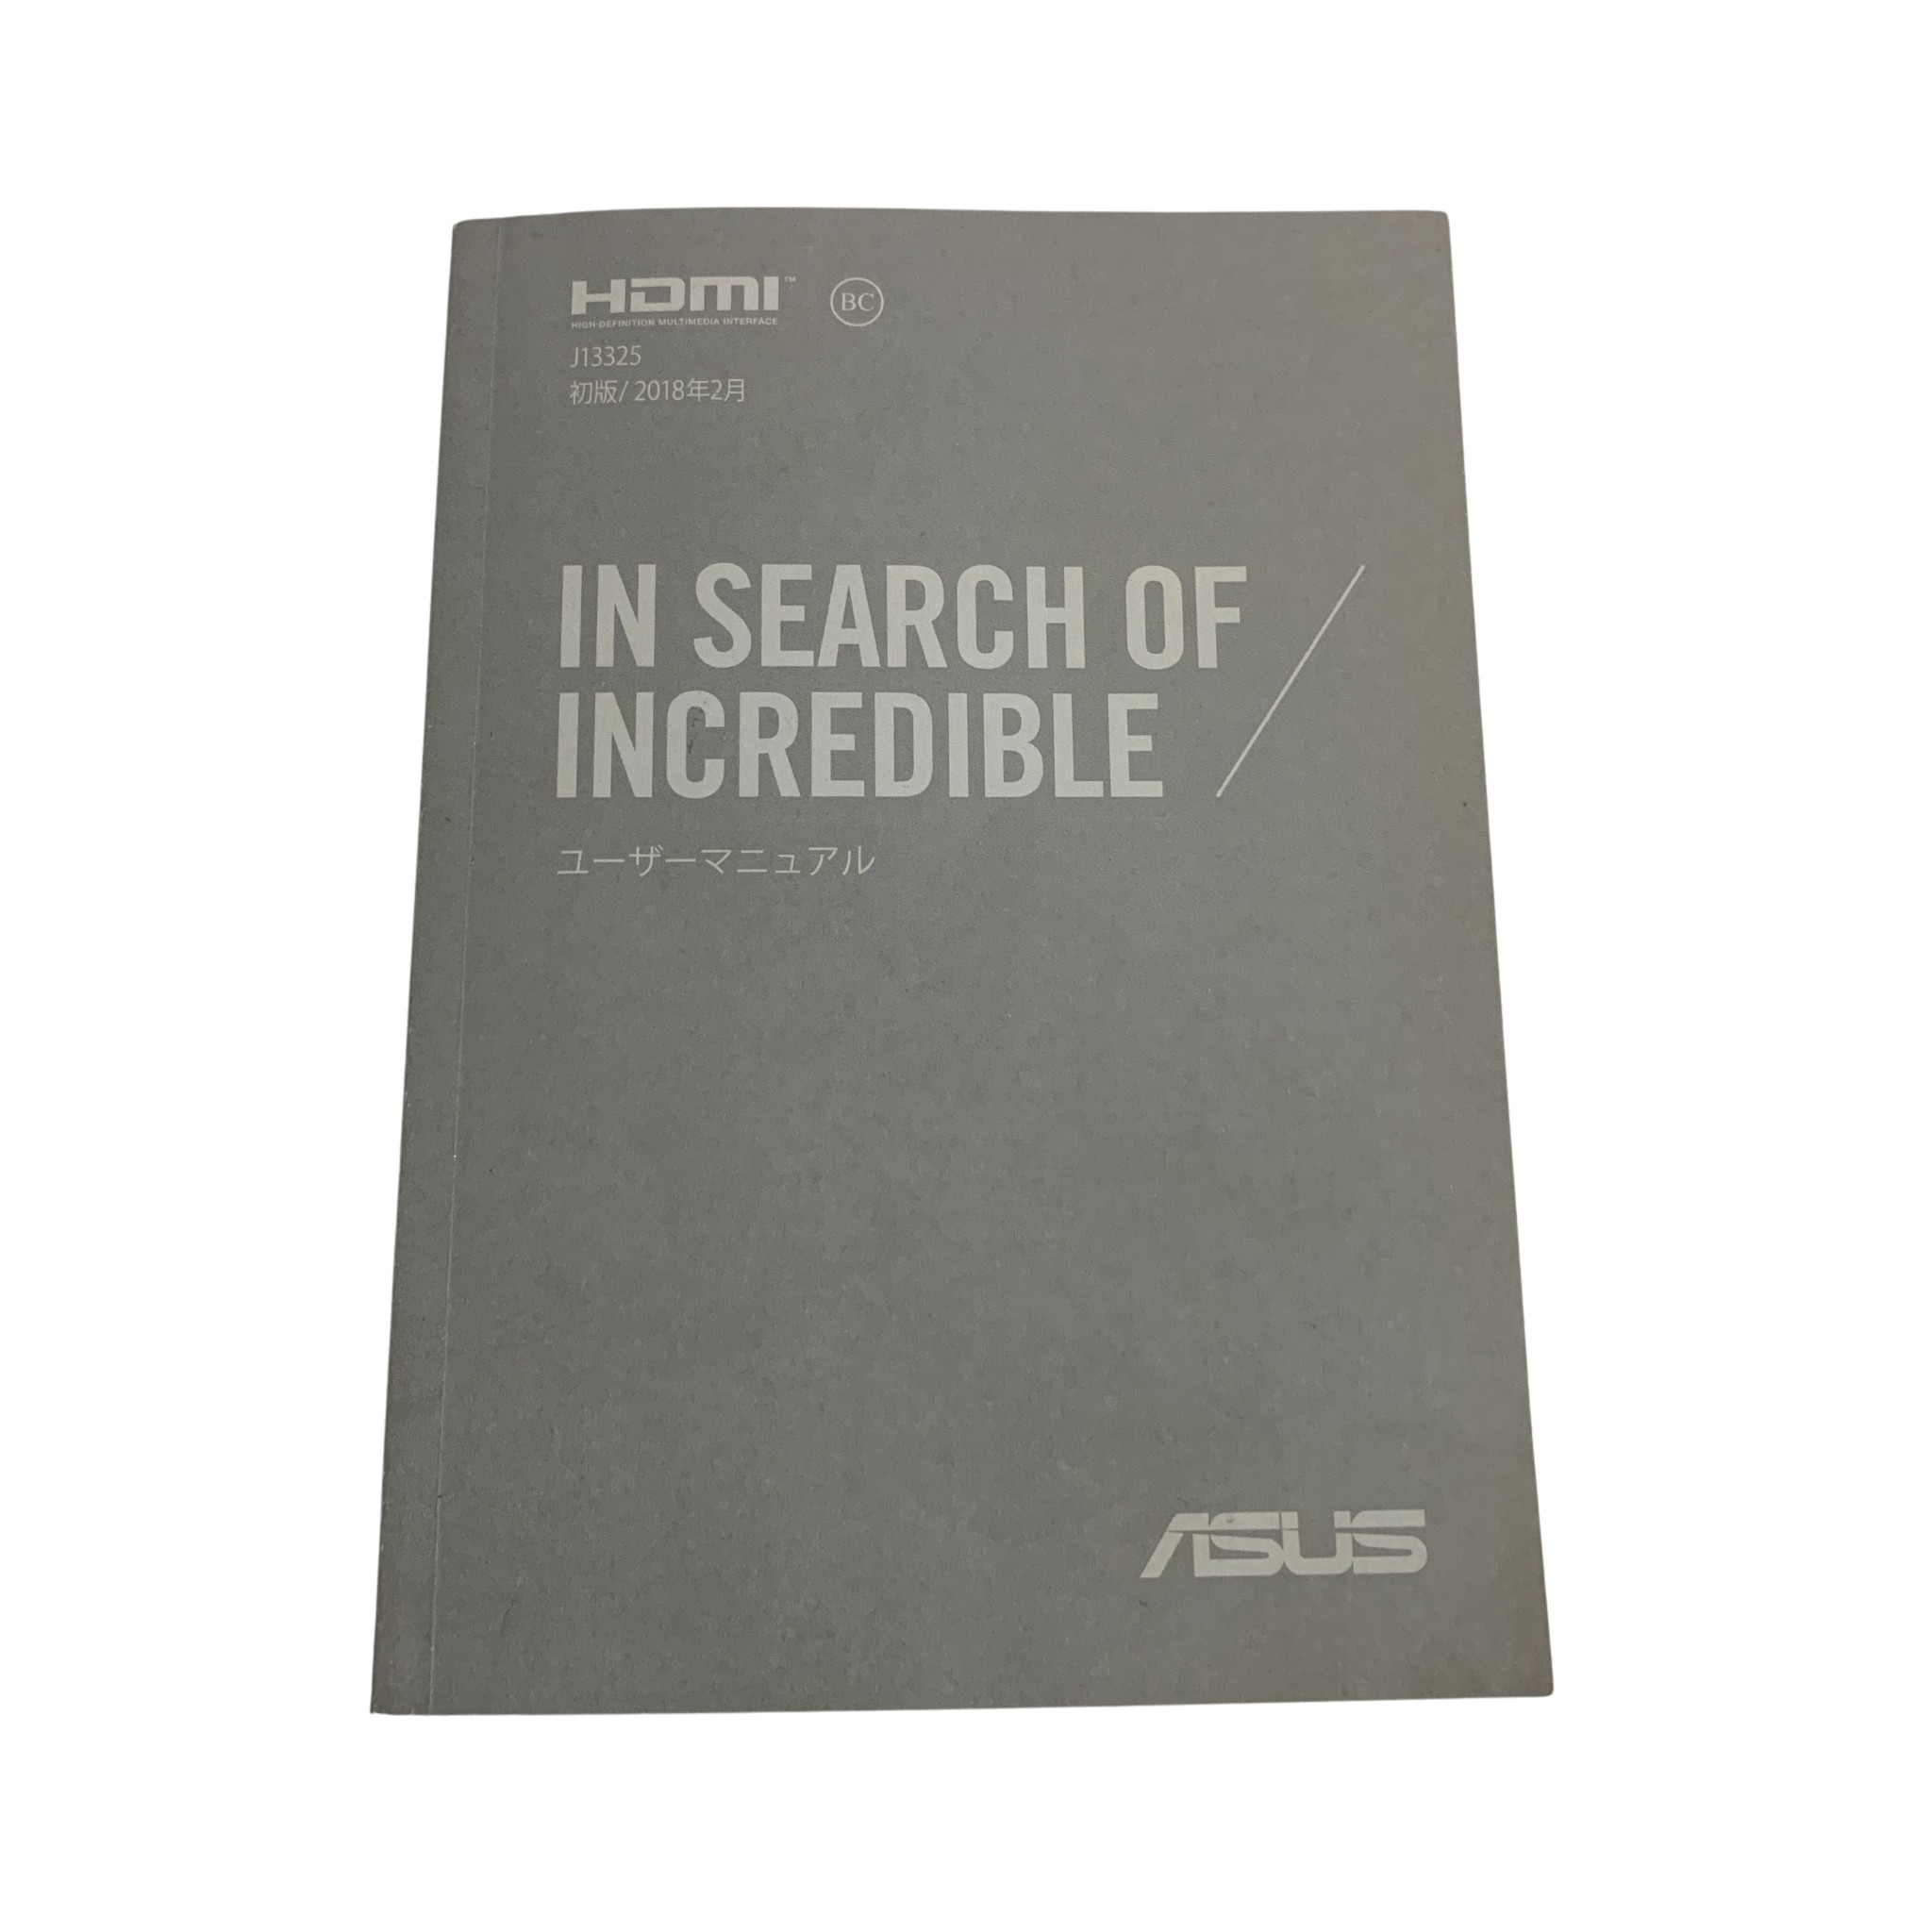 HDMI™ BC
HIGH-DEFINITION MULTIMEDIA INTERFACE
J13325
初版/ 2018年2月
IN SEARCH OF
INCREDIBLE
ユーザーマニュアル
ASUS